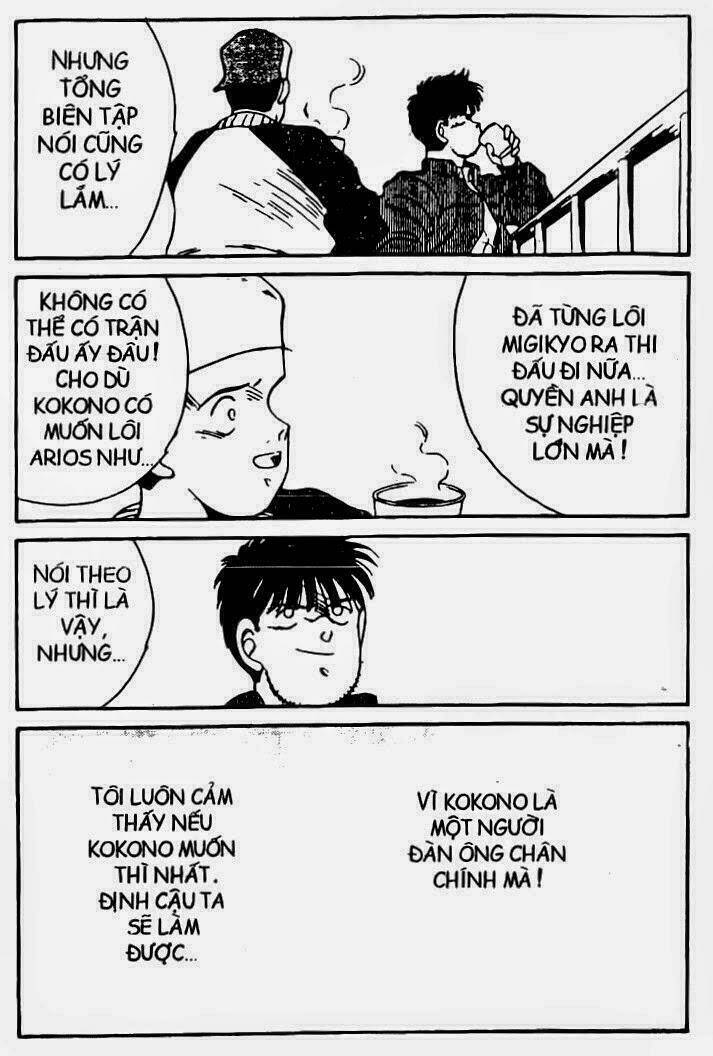 NHƯNG
TỔNG
BIÊN TẬP
NÓI CŨNG
CÓ LÝ
LẮM...
KHÔNG CÓ
THỂ CÓ TRẬN
ĐẤU ẤY ĐÂU!
CHO DÙ
KOKONO CÓ
MUỐN LÔI
ARIOS NHƯ...
ĐÃ TỪNG LÔI
MIGIKYO RA THI
ĐẤU ĐI NỮA...
QUYỀN ANH LÀ
SỰ NGHIỆP
LỚN MÀ!
NÓI THEO
LÝ THÌ LÀ
VẬY,
NHƯNG...
TÔI LUÔN CẢM
THẤY NẾU
KOKONO MUỐN
THÌ NHẤT.
ĐỊNH CẬU TA
SẼ LÀM
ĐƯỢC...
VÌ KOKONO LÀ
MỘT NGƯỜI
ĐÀN ÔNG CHÂN
CHÍNH MÀ!